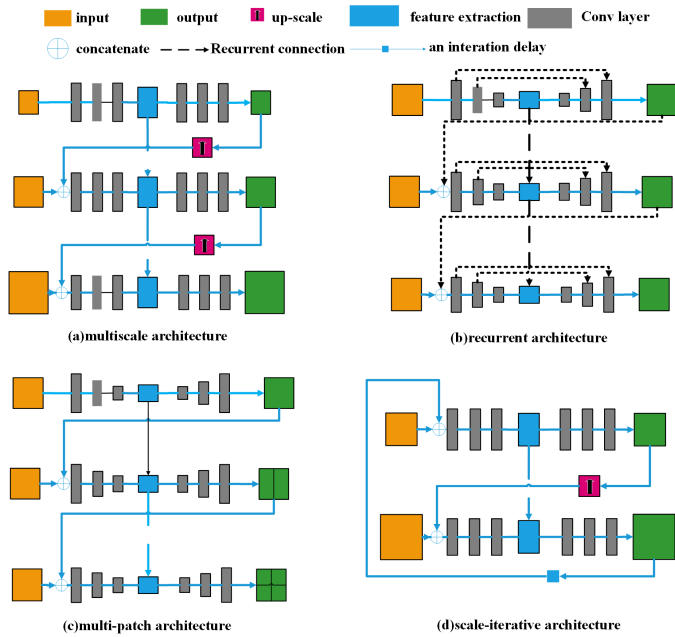 input
output
up-scale
feature extraction
Conv layer
concatenate
Recurrent connection
an interation delay
(a)multiscale architecture
(b)recurrent architecture
(c)multi-patch architecture
(d)scale-iterative architecture